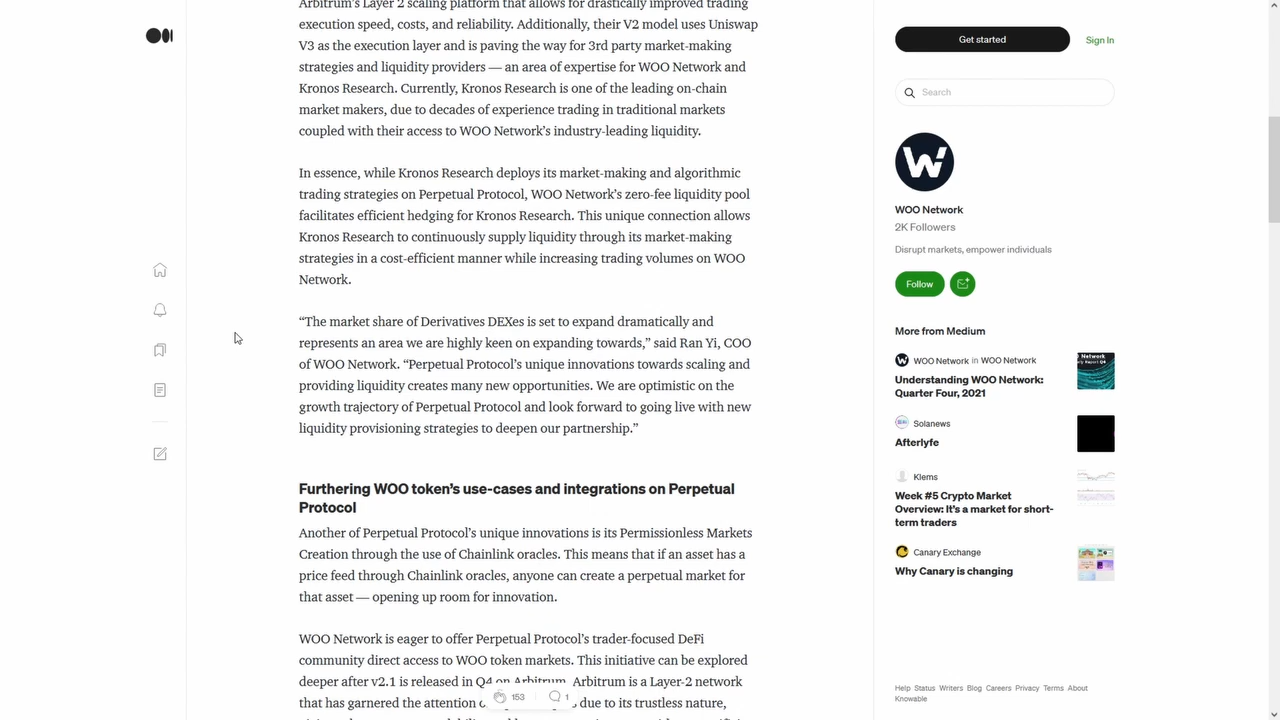 Arbitrum's Layer 2 scaling platform that allows for drastically improved trading
execution speed, costs, and reliability. Additionally, their V2 model uses Uniswap
V3 as the execution layer and is paving the way for 3rd party market-making
strategies and liquidity providers — an area of expertise for WOO Network and
Kronos Research. Currently, Kronos Research is one of the leading on-chain
market makers, due to decades of experience trading in traditional markets
coupled with their access to WOO Network's industry-leading liquidity.
In essence, while Kronos Research deploys its market-making and algorithmic
trading strategies on Perpetual Protocol, WOO Network's zero-fee liquidity pool
facilitates efficient hedging for Kronos Research. This unique connection allows
Kronos Research to continuously supply liquidity through its market-making
strategies in a cost-efficient manner while increasing trading volumes on WOO
Network.
“The market share of Derivatives DEXes is set to expand dramatically and
represents an area we are highly keen on expanding towards,” said Ran Yi, COO
of WOO Network. “Perpetual Protocol's unique innovations towards scaling and
providing liquidity creates many new opportunities. We are optimistic on the
growth trajectory of Perpetual Protocol and look forward to going live with new
liquidity provisioning strategies to deepen our partnership.”
Furthering WOO token's use-cases and integrations on Perpetual
Protocol
Another of Perpetual Protocol's unique innovations is its Permissionless Markets
Creation through the use of Chainlink oracles. This means that if an asset has a
price feed through Chainlink oracles, anyone can create a perpetual market for
that asset — opening up room for innovation.
WOO Network is eager to offer Perpetual Protocol's trader-focused DeFi
community direct access to WOO token markets. This initiative can be explored
deeper after v2.1 is released in Q4 on Arbitrum. Arbitrum is a Layer-2 network
that has garnered the attention of due to its trustless nature,
153
1
Get started
Sign In
Search
WOO Network
2K Followers
Disrupt markets, empower individuals
Follow
More from Medium
WOO Network in WOO Network
Understanding WOO Network:
Quarter Four, 2021
Solanews
Afterlyfe
Klems
Week #5 Crypto Market
Overview: It's a market for short-
term traders
Canary Exchange
Why Canary is changing
Help Status Writers Blog Careers Privacy Terms About
Knowable